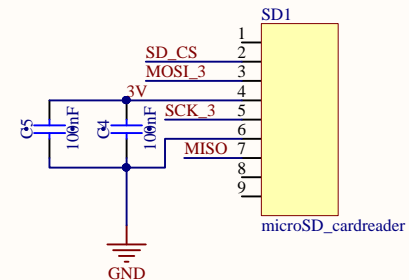 SD1
1
SD_CS
2
MOSI_3
3
3V
4
SCK_3
5
6
MISO
7
8
9
C5
100nF
C4
100nF
microSD_cardreader
GND